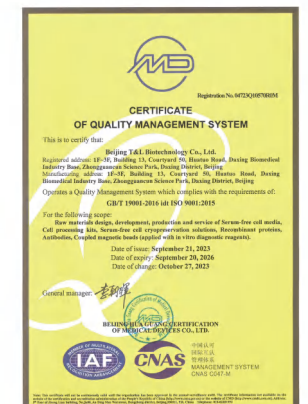 Registration No. 04723Q10570R0M
CERTIFICATE
OF QUALITY MANAGEMENT SYSTEM
This is to certify that:
Beijing T&L Biotechnology Co., Ltd.
Registered address: 1F-3F, Building 13, Courtyard 50, Huatuo Road, Daxing Biomedical
Industry Base, Zhongguancun Science Park, Daxing District, Beijing
Manufacturing address: 1F-3F, Building 13, Courtyard 50, Huatuo Road, Daxing
Biomedical Industry Base, Zhongguancun Science Park, Daxing District, Beijing
Operates a Quality Management System which complies with the requirements of:
GB/T 19001-2016 idt ISO 9001:2015
For the following scope:
Raw materials design, development, production and service of Serum-free cell media,
Cell processing kits, Serum-free cell cryopreservation solutions, Recombinant proteins,
Antibodies, Coupled magnetic beads (applied with in vitro diagnostic reagents).
Date of issue: September 21, 2023
Date of expiry: September 20, 2026
Date of change: October 27, 2023
General manager:
BEIJING HUA GUANG CERTIFICATION
OF MEDICAL DEVICES CO., LTD.
IAF
CNAS
中国认可
国际互认
管理体系
MANAGEMENT SYSTEM
CNAS C047-M